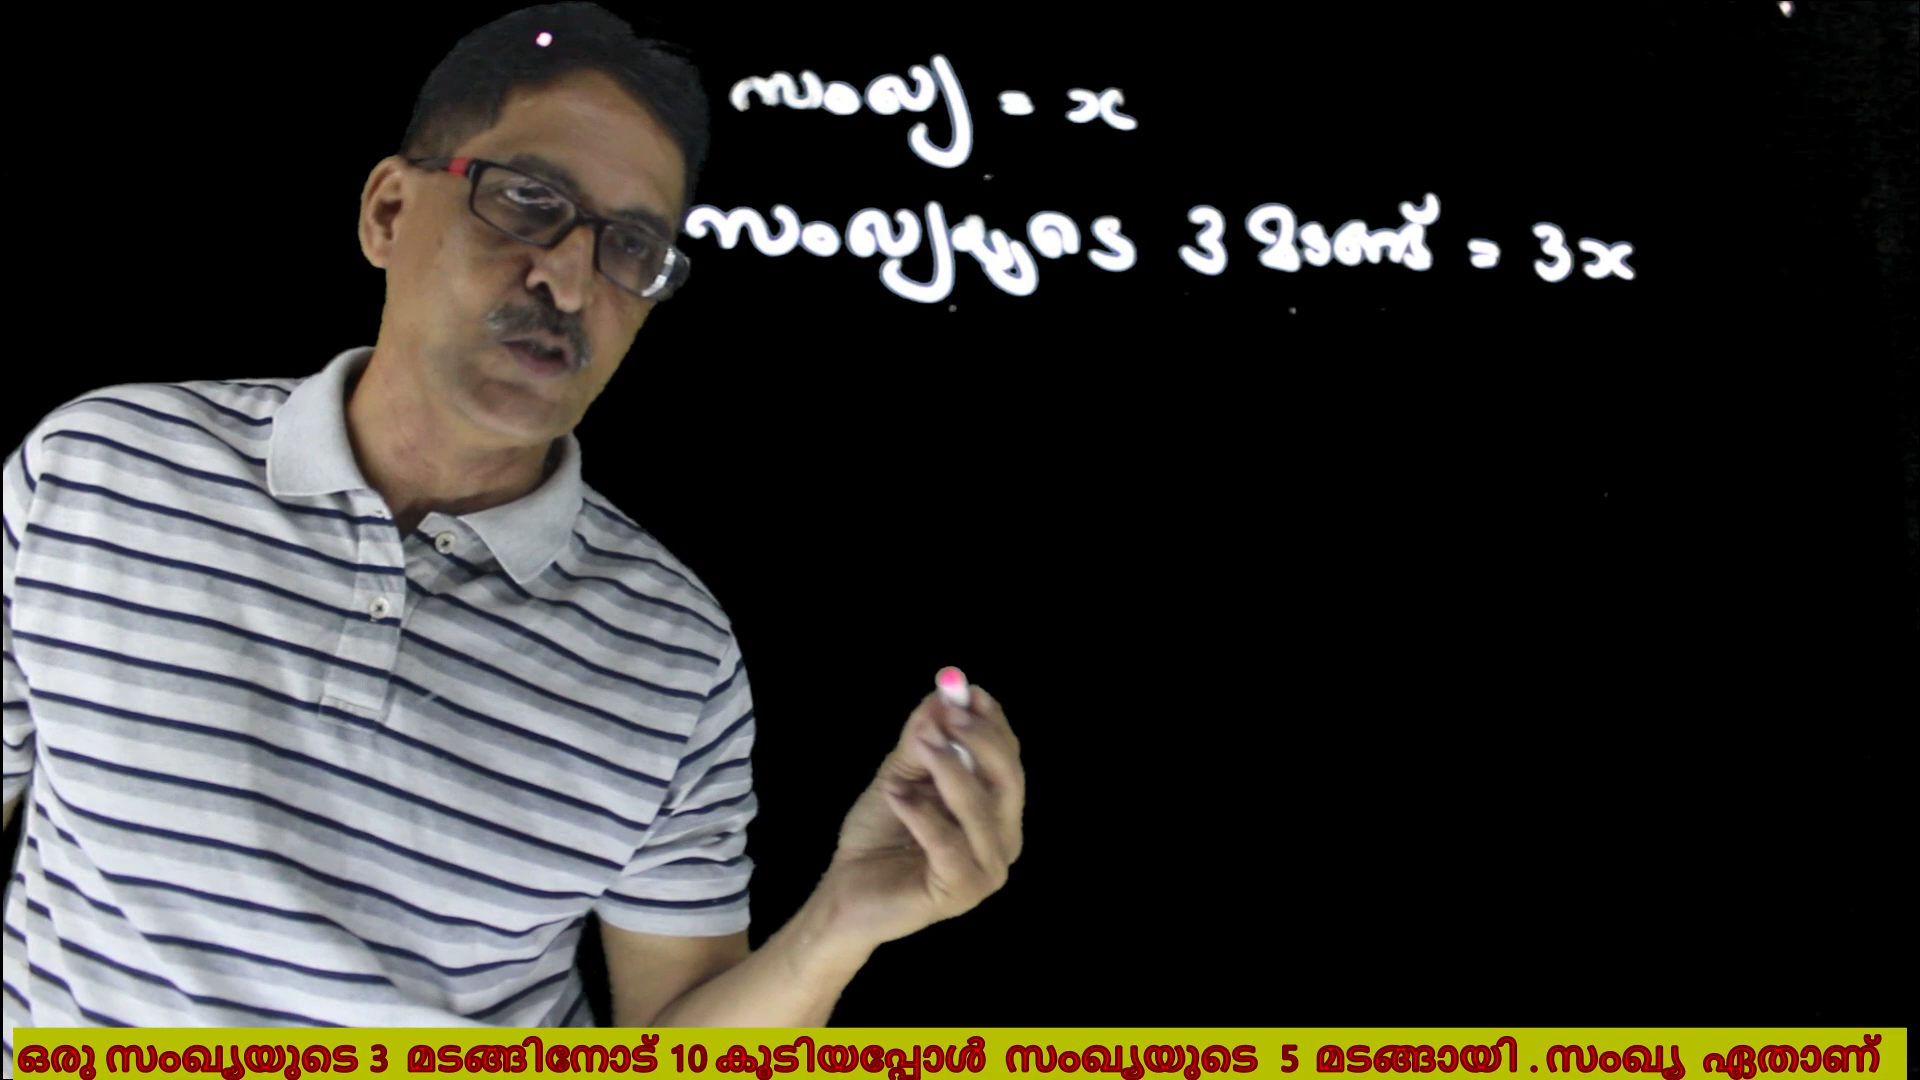 സംഖ്യ = x
സംഖ്യയുടെ 3 മടങ്ങ് = 3x
ഒരു സംഖ്യയുടെ 3 മടങ്ങിനോട് 10 കൂടിയപ്പോൾ സംഖ്യയുടെ 5 മടങ്ങായി . സംഖ്യ ഏതാണ്